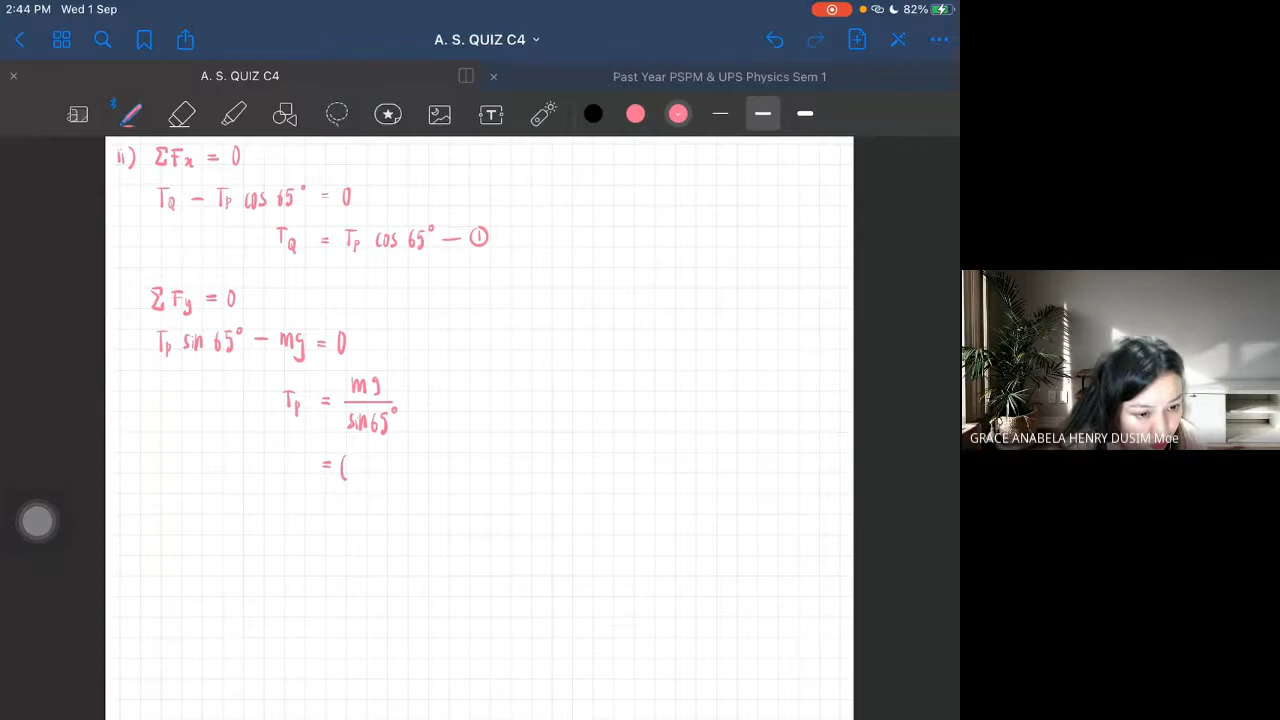 2:44 PM Wed 1 Sep
82%
A. S. QUIZ C4
A. S. QUIZ C4
Past Year PSPM & UPS Physics Sem 1
ii) ΣFx = 0
TQ − Tp cos 65° = 0
TQ = Tp cos 65° — ①
ΣFy = 0
Tp sin 65° − mg = 0
Tp = mg / sin 65°
= (
GRACE ANABELA HENRY DUSIM Moe